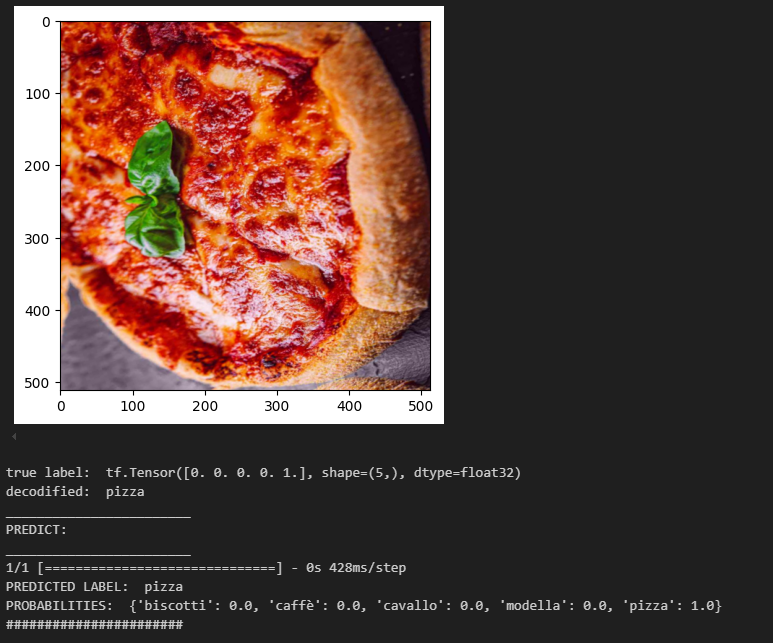 0
100
200
300
400
500
0 100 200 300 400 500
true label:  tf.Tensor([0. 0. 0. 0. 1.], shape=(5,), dtype=float32)
decodified:  pizza
________________________
PREDICT:
________________________
1/1 [==============================] - 0s 428ms/step
PREDICTED LABEL:  pizza
PROBABILITIES:  {'biscotti': 0.0, 'caffè': 0.0, 'cavallo': 0.0, 'modella': 0.0, 'pizza': 1.0}
#######################